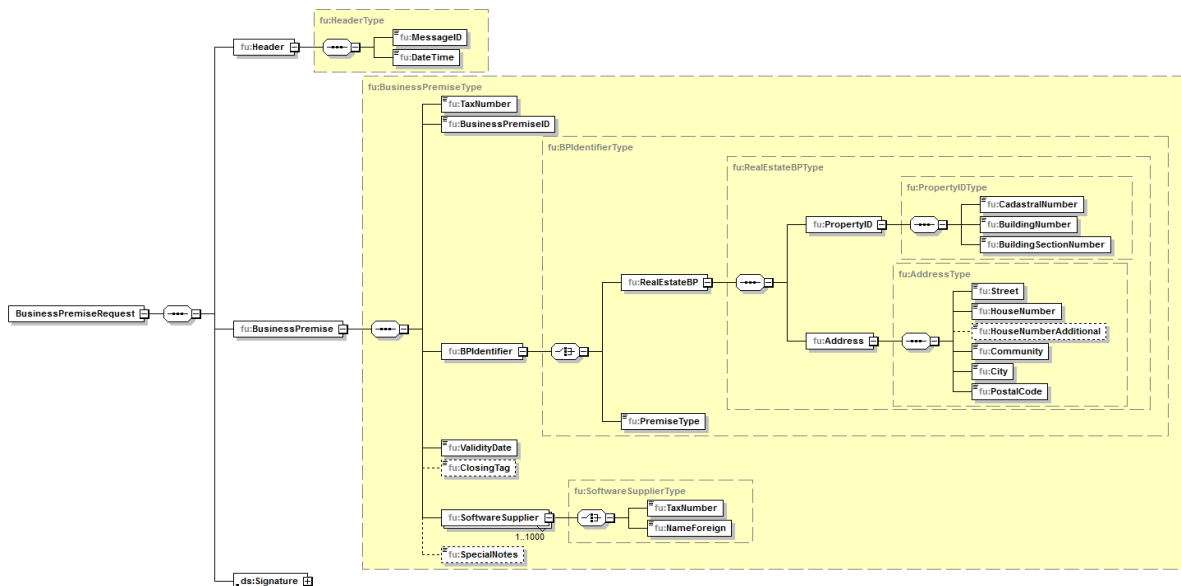 fu:HeaderType
fu:MessageID
fu:Header
fu:DateTime
fu:BusinessPremiseType
fu:TaxNumber
fu:BusinessPremiseID
fu:BPIdentifierType
fu:RealEstateBPType
fu:PropertyIDType
fu:CadastralNumber
fu:PropertyID
fu:BuildingNumber
fu:BuildingSectionNumber
fu:AddressType
fu:RealEstateBP
fu:Street
fu:HouseNumber
BusinessPremiseRequest
fu:BusinessPremise
fu:HouseNumberAdditional
fu:Address
fu:BPIdentifier
fu:Community
fu:City
fu:PostalCode
fu:PremiseType
fu:ValidityDate
fu:ClosingTag
fu:SoftwareSupplierType
fu:TaxNumber
fu:SoftwareSupplier
fu:NameForeign
1..1000
fu:SpecialNotes
ds:Signature